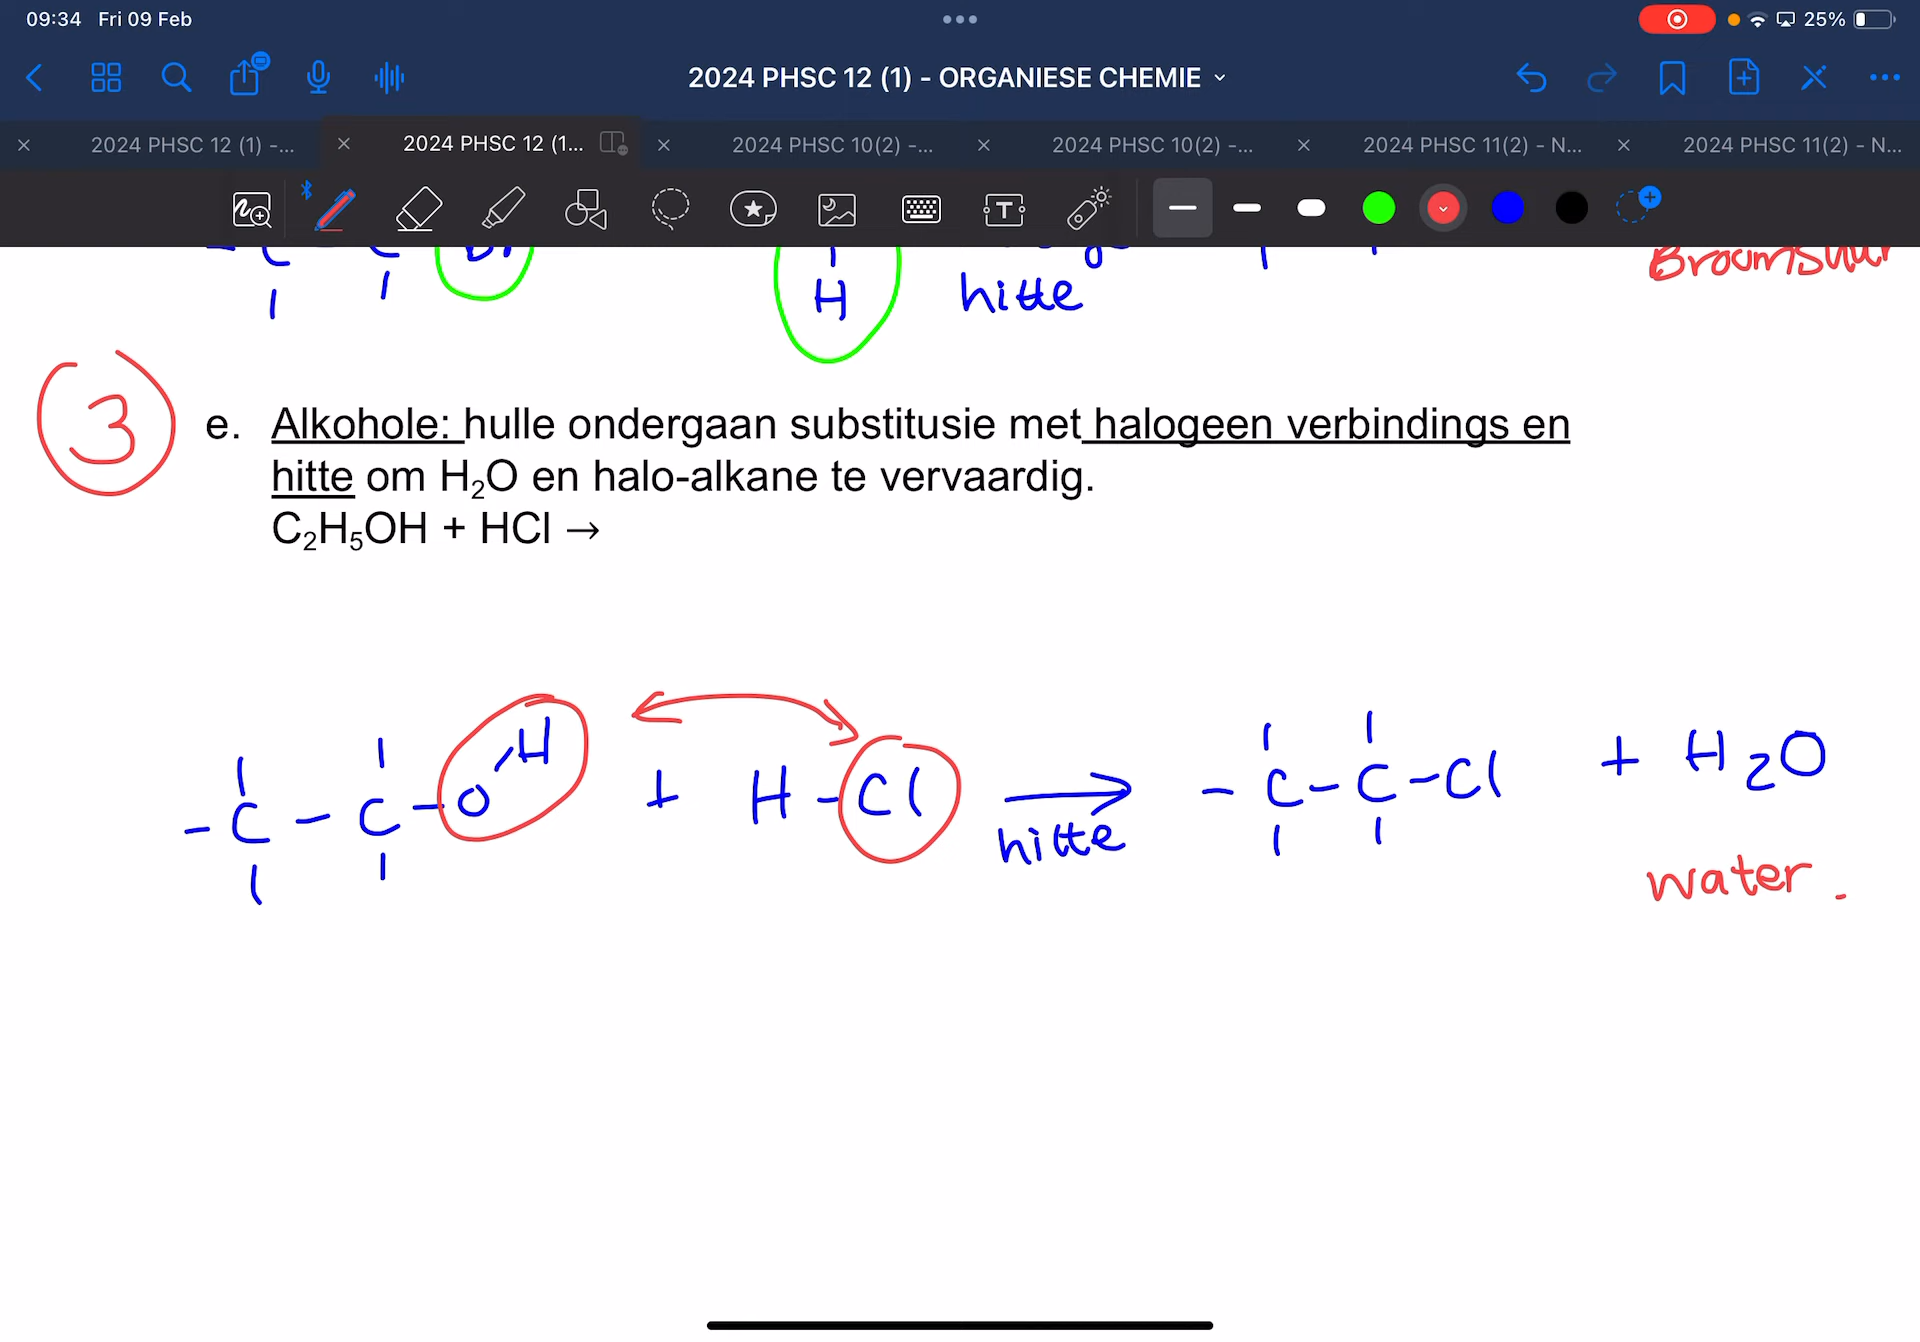 09:34 Fri 09 Feb 25%
2024 PHSC 12 (1) - ORGANIESE CHEMIE
2024 PHSC 12 (1) -... 2024 PHSC 12 (1... 2024 PHSC 10(2) -... 2024 PHSC 10(2) -... 2024 PHSC 11(2) - N... 2024 PHSC 11(2) - N...
H hitte
3
e. Alkohole: hulle ondergaan substitusie met halogeen verbindings en
hitte om H₂O en halo-alkane te vervaardig.
C₂H₅OH + HCl →
- C - C - O - H + H - Cl → - C - C - Cl + H₂O
hitte
water.